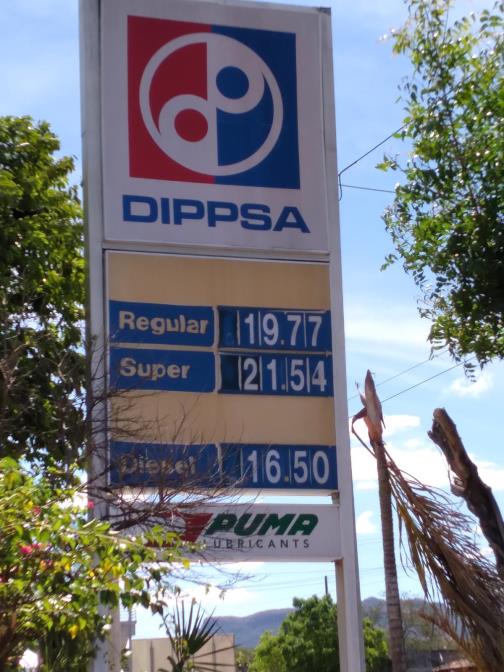 DIPPSA
Regular 19.77
Super 21.54
Diesel 16.50
PUMA
LUBRICANTS